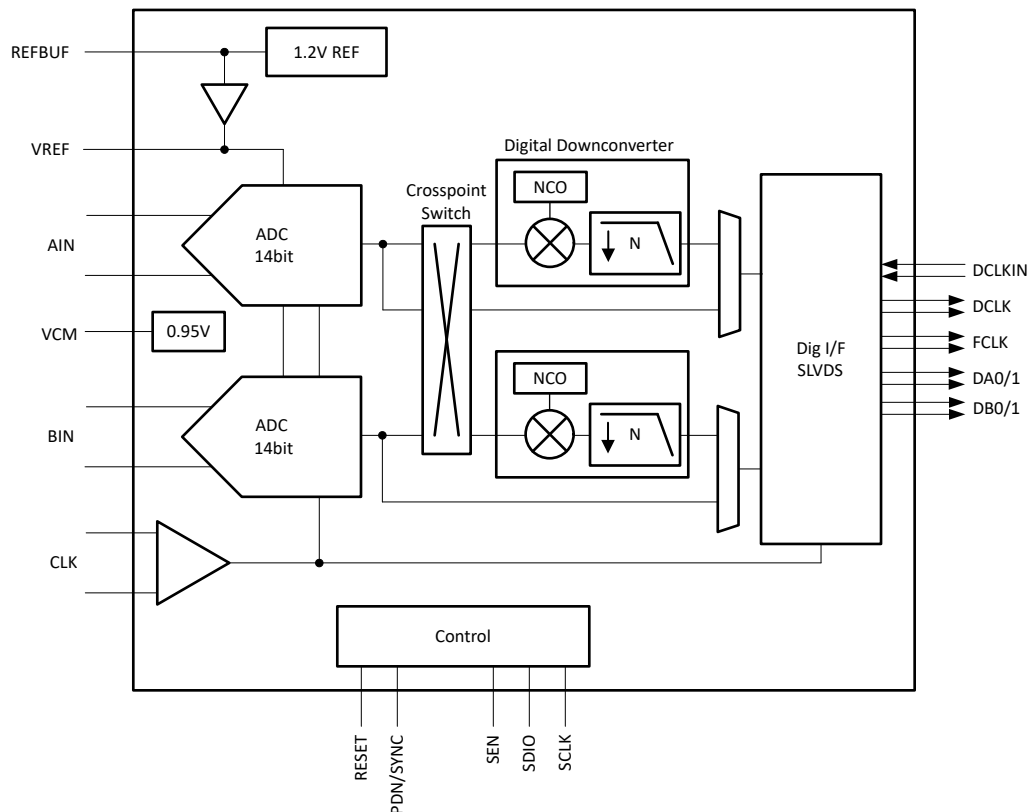 REFBUF
1.2V REF
VREF
Digital Downconverter
NCO
Crosspoint
Switch
AIN
ADC
14bit
N
DCLKIN
DCLK
VCM
0.95V
FCLK
Dig I/F
SLVDS
NCO
DA0/1
DB0/1
BIN
ADC
14bit
N
CLK
Control
RESET
PDN/SYNC
SEN
SDIO
SCLK